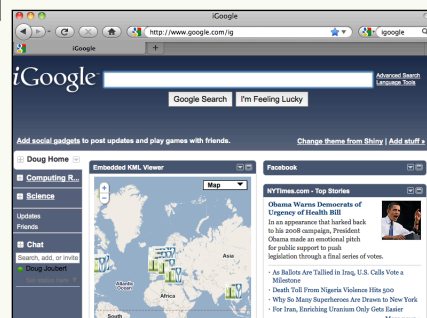 iGoogle
http://www.google.com/ig
igoogle
iGoogle
+
iGoogle
Advanced Search
Language Tools
Google Search
I'm Feeling Lucky
Add social gadgets to post updates and play games with friends.
Change theme from Shiny | Add stuff »
Doug Home
Computing R...
Science
Updates
Friends
Chat
Search, add, or invite
Doug Joubert
Set status here
Embedded KML Viewer
Map
Asia
Atlantic
Ocean
Africa
South
Facebook
NYTimes.com - Top Stories
Obama Warns Democrats of
Urgency of Health Bill
In an appearance that harked back
to his 2008 campaign, President
Obama made an emotional pitch
for public support to push
legislation through a final series of votes.
· As Ballots Are Tallied in Iraq, U.S. Calls Vote a
Milestone
· Death Toll From Nigeria Violence Hits 500
· Why So Many Superheroes Are Drawn to New York
· For Iran, Enriching Uranium Only Gets Easier